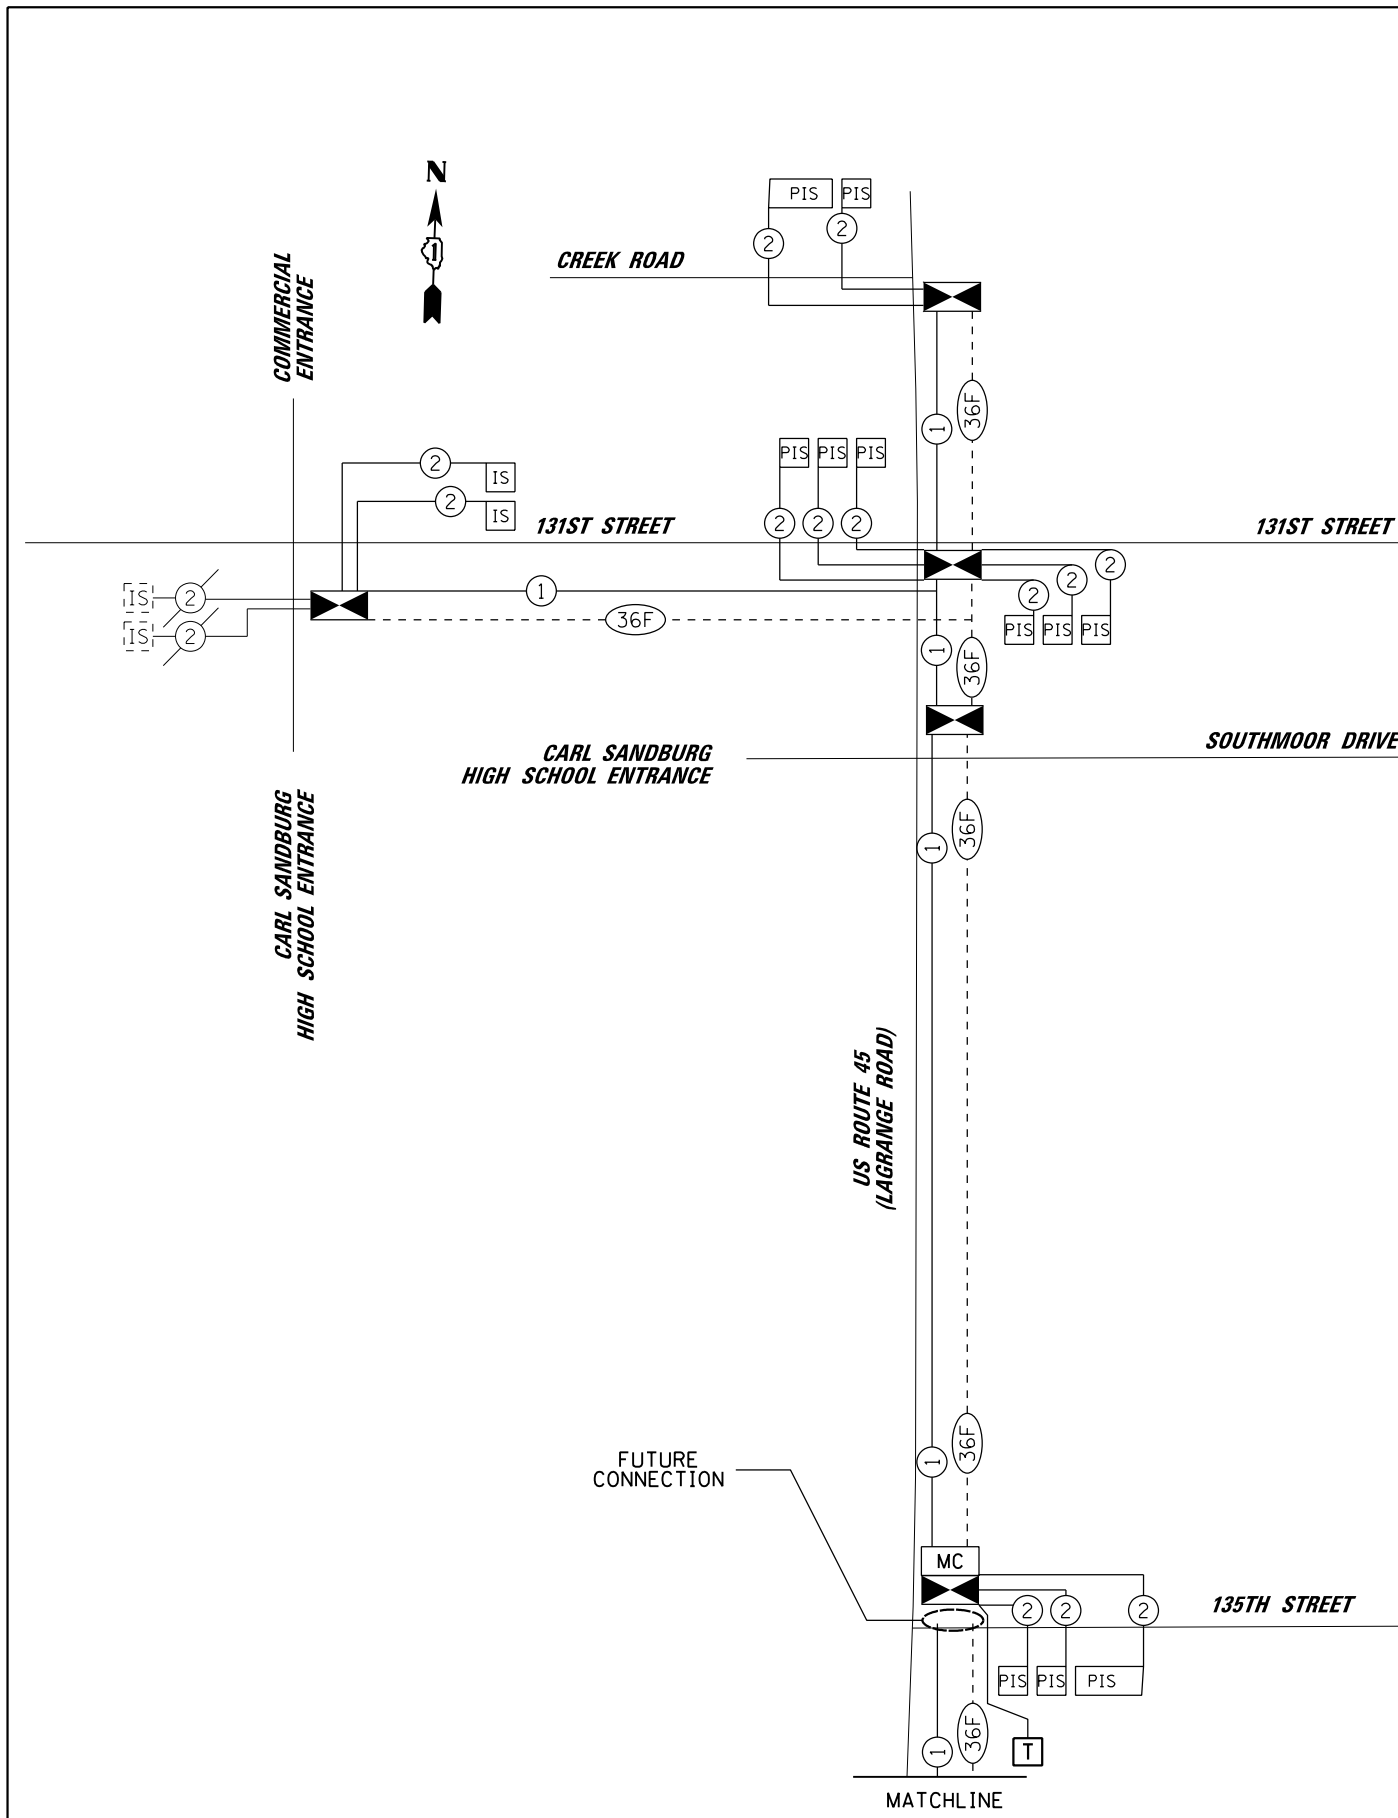 N
1
PIS
PIS
2
2
CREEK ROAD
COMMERCIAL
ENTRANCE
36F
1
PIS
PIS
PIS
2
IS
2
IS
2
2
2
131ST STREET
131ST STREET
2
2
2
IS
2
IS
2
1
36F
PIS
PIS
PIS
1
36F
CARL SANDBURG
HIGH SCHOOL ENTRANCE
SOUTHMOOR DRIVE
CARL SANDBURG
HIGH SCHOOL ENTRANCE
1
36F
US ROUTE 45
(LAGRANGE ROAD)
FUTURE
CONNECTION
1
36F
MC
2
2
2
135TH STREET
PIS
PIS
PIS
1
36F
T
MATCHLINE